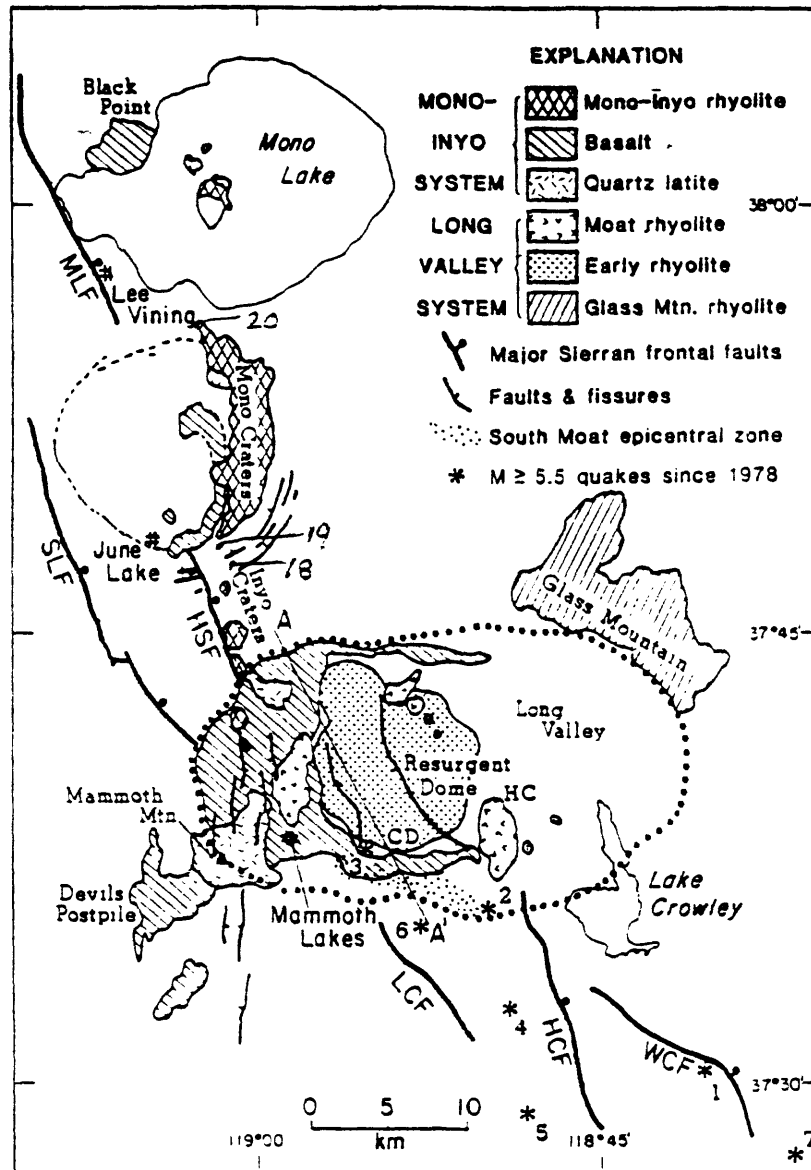 EXPLANATION
MONO-
INYO
SYSTEM
Mono-Inyo rhyolite
Basalt
Quartz latite
LONG
VALLEY
SYSTEM
Moat rhyolite
Early rhyolite
Glass Mtn. rhyolite
Major Sierran frontal faults
Faults & fissures
South Moat epicentral zone
* M ≥ 5.5 quakes since 1978
Black
Point
Mono
Lake
38°00'
MLF
Lee
Vining
20
Mono Craters
SLF
June
Lake
19
18
HSF
Inyo
Craters
A
Glass Mountain
37°45'
Long
Valley
Resurgent
Dome
HC
Mammoth
Mtn.
CD
3
Devils
Postpile
Mammoth
Lakes
6
A'
2
Lake
Crowley
LCF
4
HCF
WCF
1
37°30'
5
7
0 10
km
119°00'
118°45'